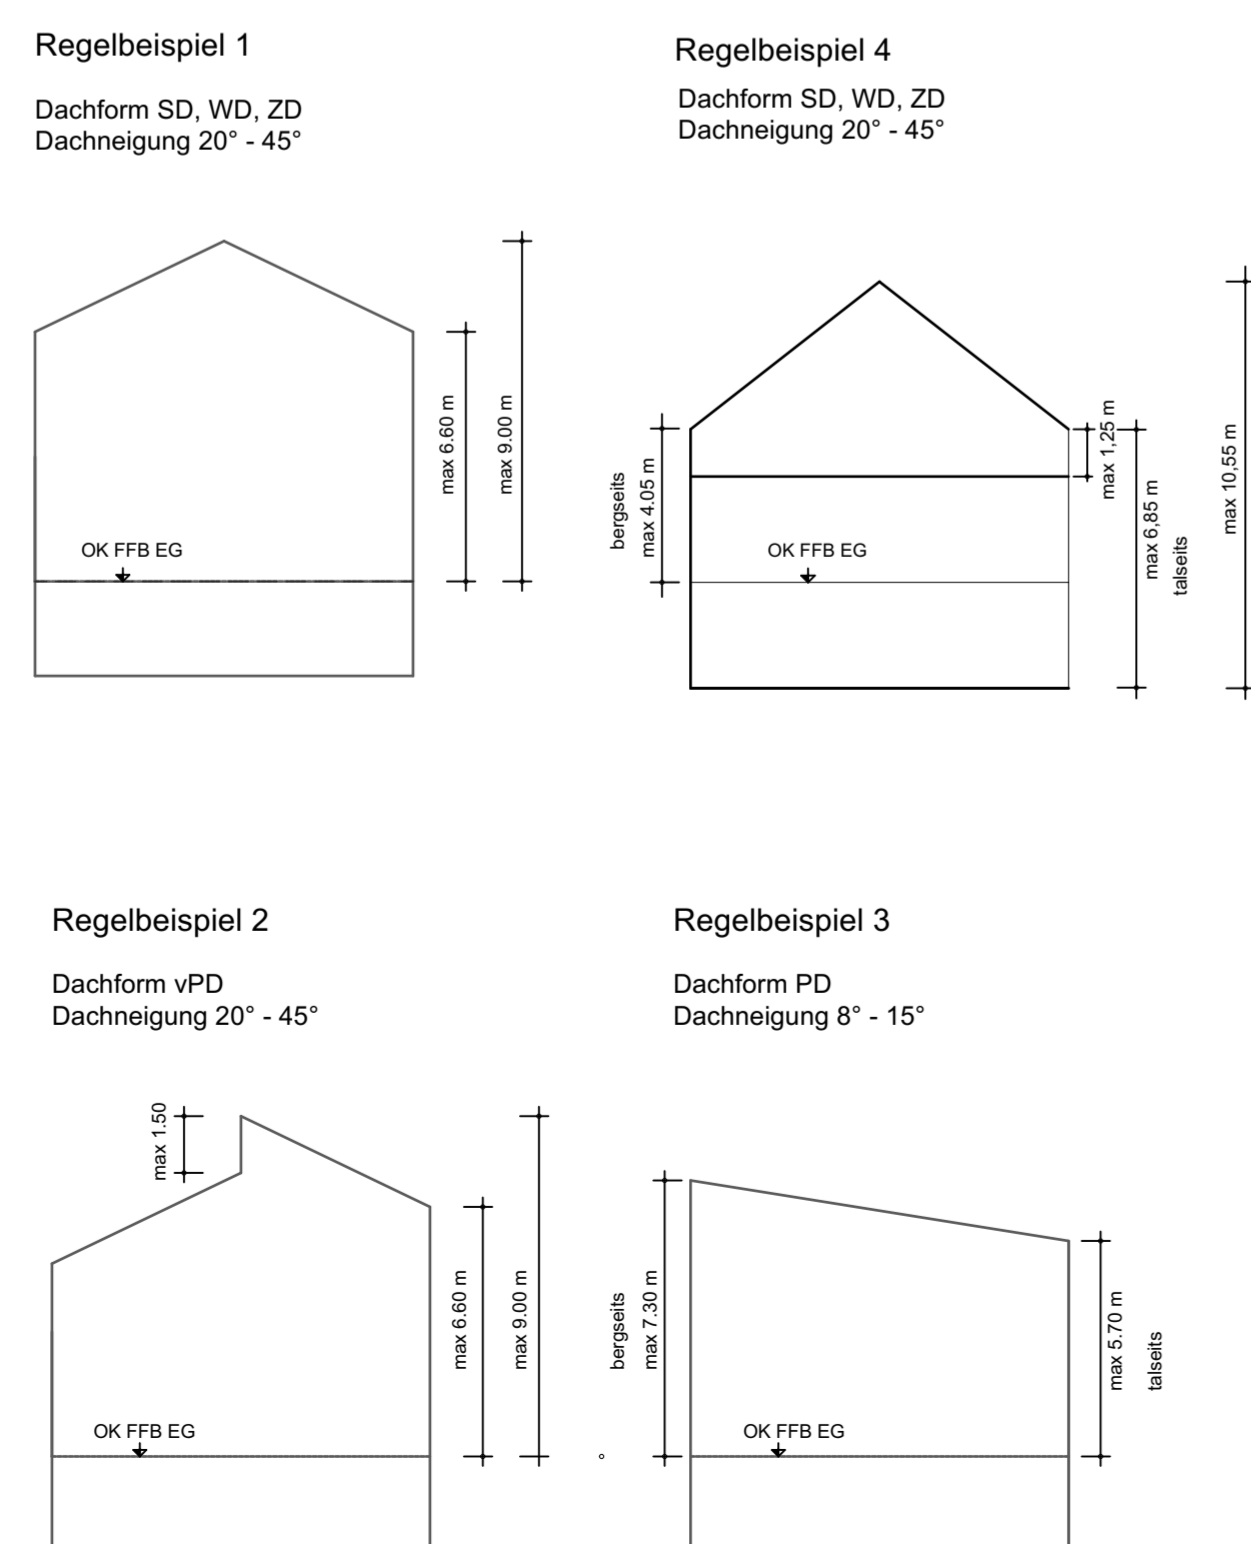 Regelbeispiel 1
Dachform SD, WD, ZD
Dachneigung 20° - 45°
max 6.60 m
max 9.00 m
OK FFB EG
Regelbeispiel 4
Dachform SD, WD, ZD
Dachneigung 20° - 45°
bergseits
max 4.05 m
OK FFB EG
max 1,25 m
max 6,85 m
talseits
max 10,55 m
Regelbeispiel 2
Dachform vPD
Dachneigung 20° - 45°
max 1.50
max 6.60 m
max 9.00 m
OK FFB EG
Regelbeispiel 3
Dachform PD
Dachneigung 8° - 15°
°
bergseits
max 7.30 m
OK FFB EG
max 5.70 m
talseits